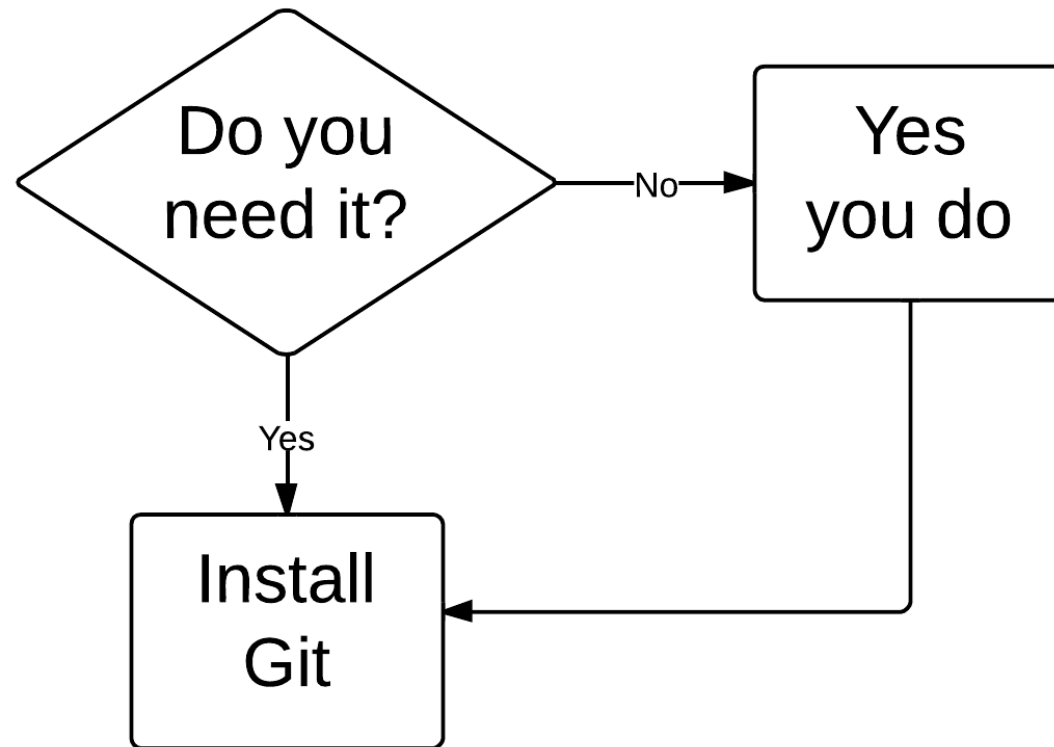 Do you
need it?
No
Yes
you do
Yes
Install
Git